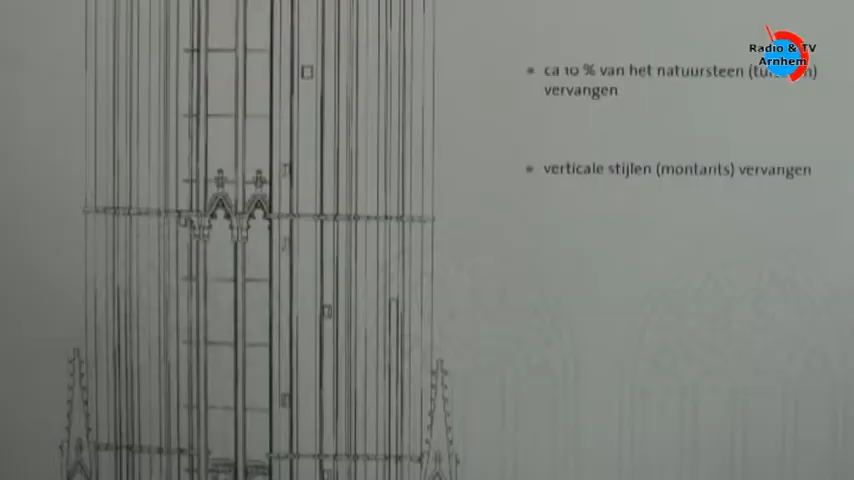 Radio & TV
Arnhem
ca 10 % van het natuursteen
vervangen
verticale stijlen (montants) vervangen